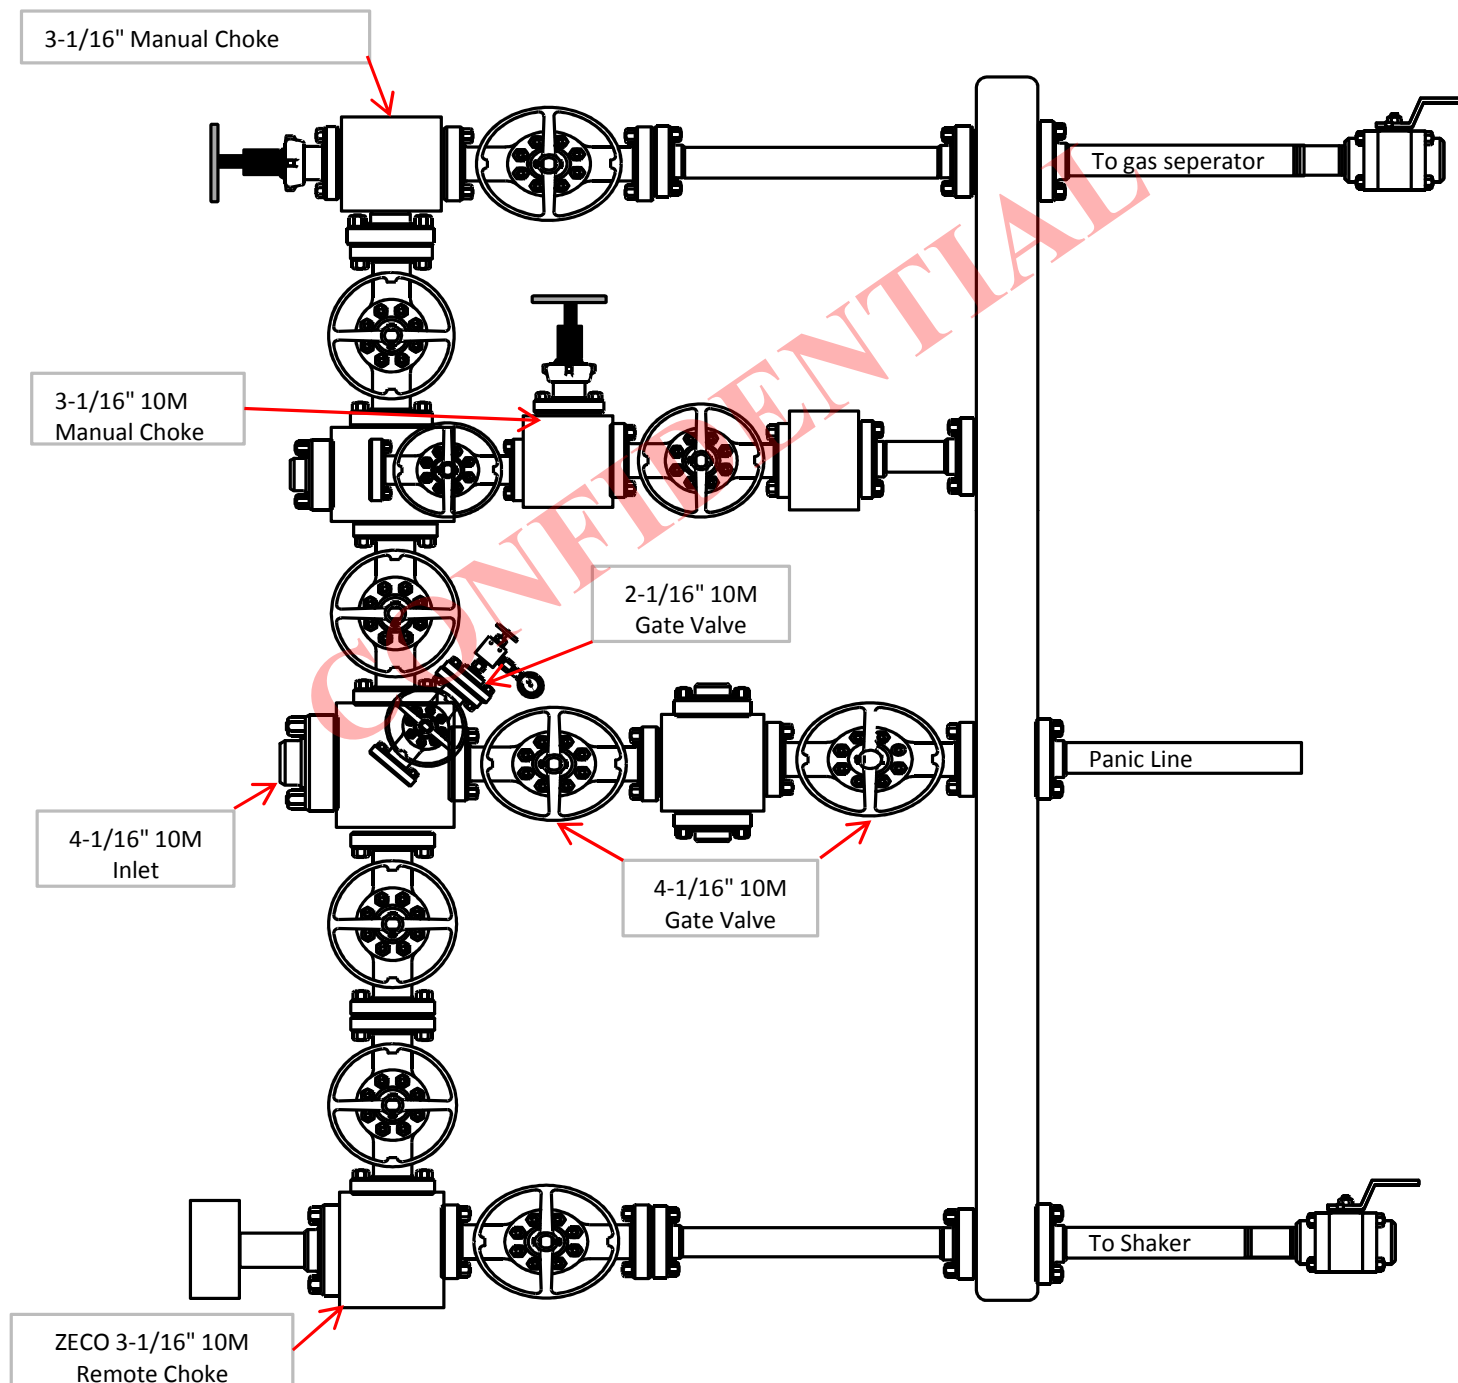 3-1/16" Manual Choke
To gas seperator
3-1/16" 10M
Manual Choke
2-1/16" 10M
Gate Valve
CONFIDENTIAL
Panic Line
4-1/16" 10M
Inlet
4-1/16" 10M
Gate Valve
To Shaker
ZECO 3-1/16" 10M
Remote Choke